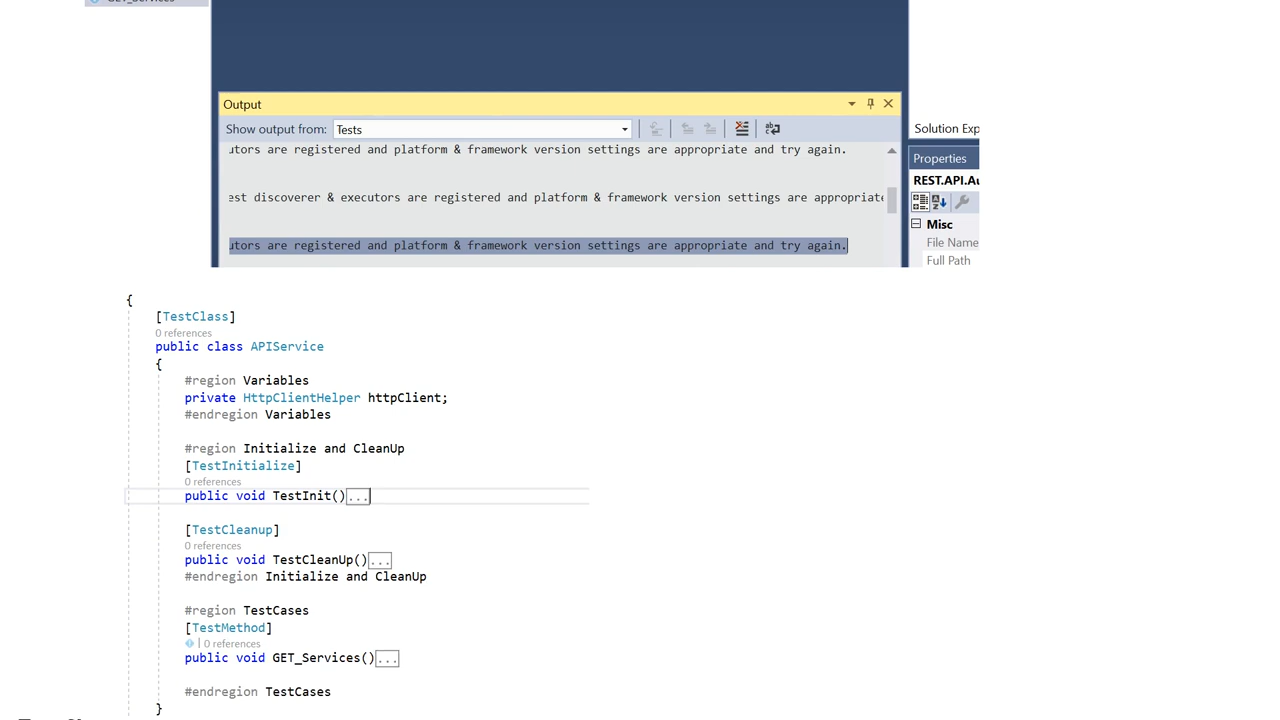 GET_Services
Output
Show output from: Tests
utors are registered and platform & framework version settings are appropriate and try again.
est discoverer & executors are registered and platform & framework version settings are appropriate
utors are registered and platform & framework version settings are appropriate and try again.
Solution Exp
Properties
REST.API.Au
Misc
File Name
Full Path
{
[TestClass]
0 references
public class APIService
{
#region Variables
private HttpClientHelper httpClient;
#endregion Variables
#region Initialize and CleanUp
[TestInitialize]
0 references
public void TestInit()...
[TestCleanup]
0 references
public void TestCleanUp()...
#endregion Initialize and CleanUp
#region TestCases
[TestMethod]
| 0 references
public void GET_Services()...
#endregion TestCases
}